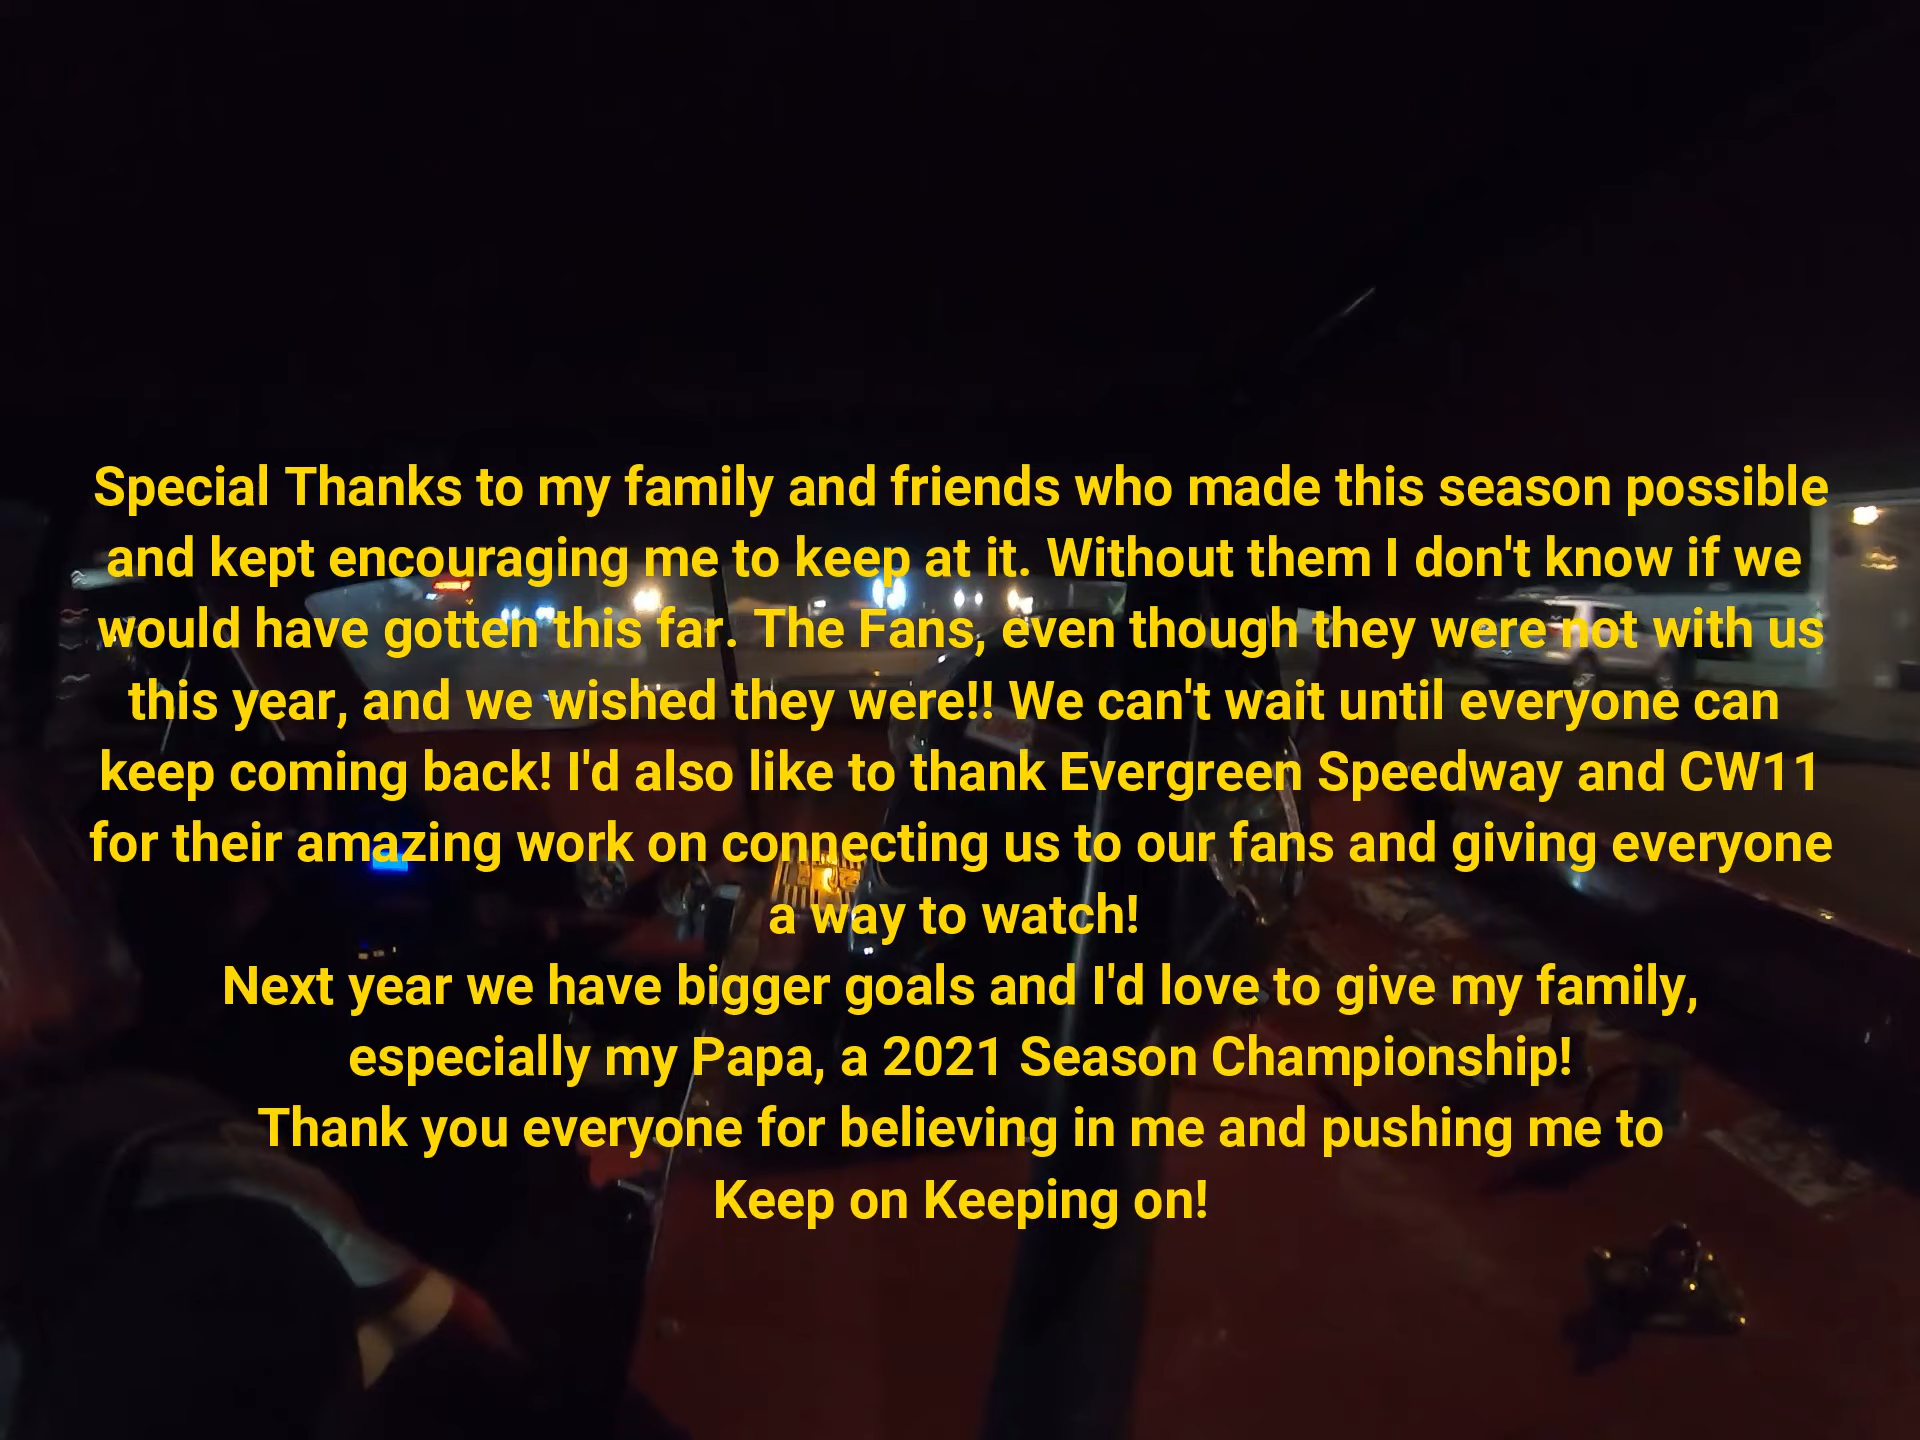 Special Thanks to my family and friends who made this season possible
and kept encouraging me to keep at it. Without them I don't know if we
would have gotten this far. The Fans, even though they were not with us
this year, and we wished they were!! We can't wait until everyone can
keep coming back! I'd also like to thank Evergreen Speedway and CW11
for their amazing work on connecting us to our fans and giving everyone
a way to watch!
Next year we have bigger goals and I'd love to give my family,
especially my Papa, a 2021 Season Championship!
Thank you everyone for believing in me and pushing me to
Keep on Keeping on!